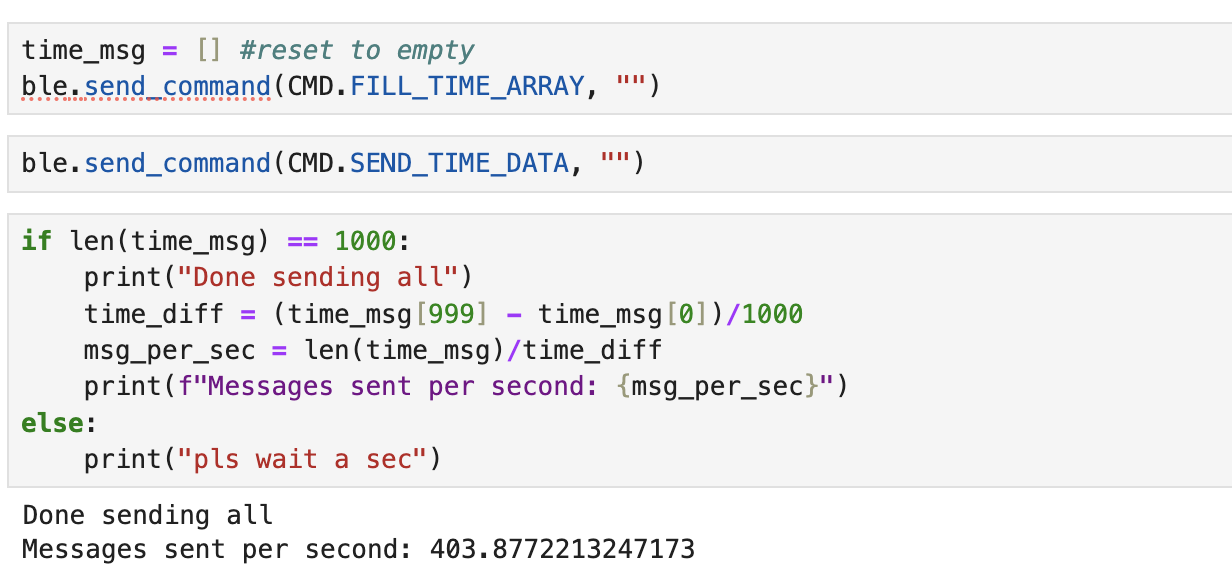 time_msg = [] #reset to empty
ble.send_command(CMD.FILL_TIME_ARRAY, "")
ble.send_command(CMD.SEND_TIME_DATA, "")
if len(time_msg) == 1000:
    print("Done sending all")
    time_diff = (time_msg[999] - time_msg[0])/1000
    msg_per_sec = len(time_msg)/time_diff
    print(f"Messages sent per second: {msg_per_sec}")
else:
    print("pls wait a sec")
Done sending all
Messages sent per second: 403.8772213247173